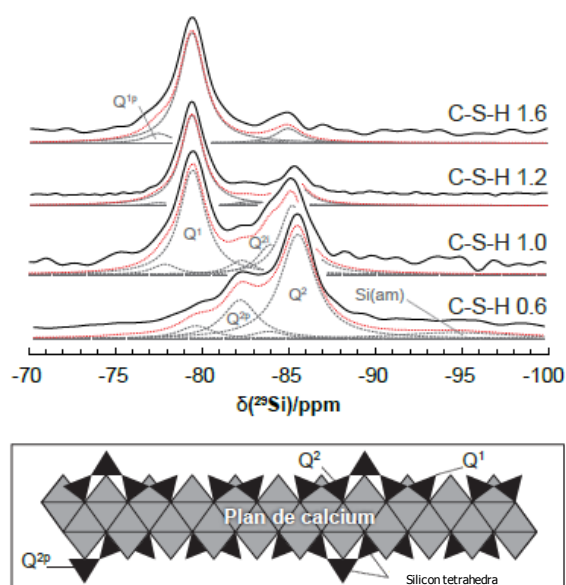 Q¹ᵖ
C-S-H 1.6
C-S-H 1.2
Q¹
Q²ⁱ
C-S-H 1.0
Q²ᵖ
Q²
Si(am)
C-S-H 0.6
-70 -75 -80 -85 -90 -95 -100
δ(²⁹Si)/ppm
Q² Q¹
Plan de calcium
Q²ᵖ
Silicon tetrahedra